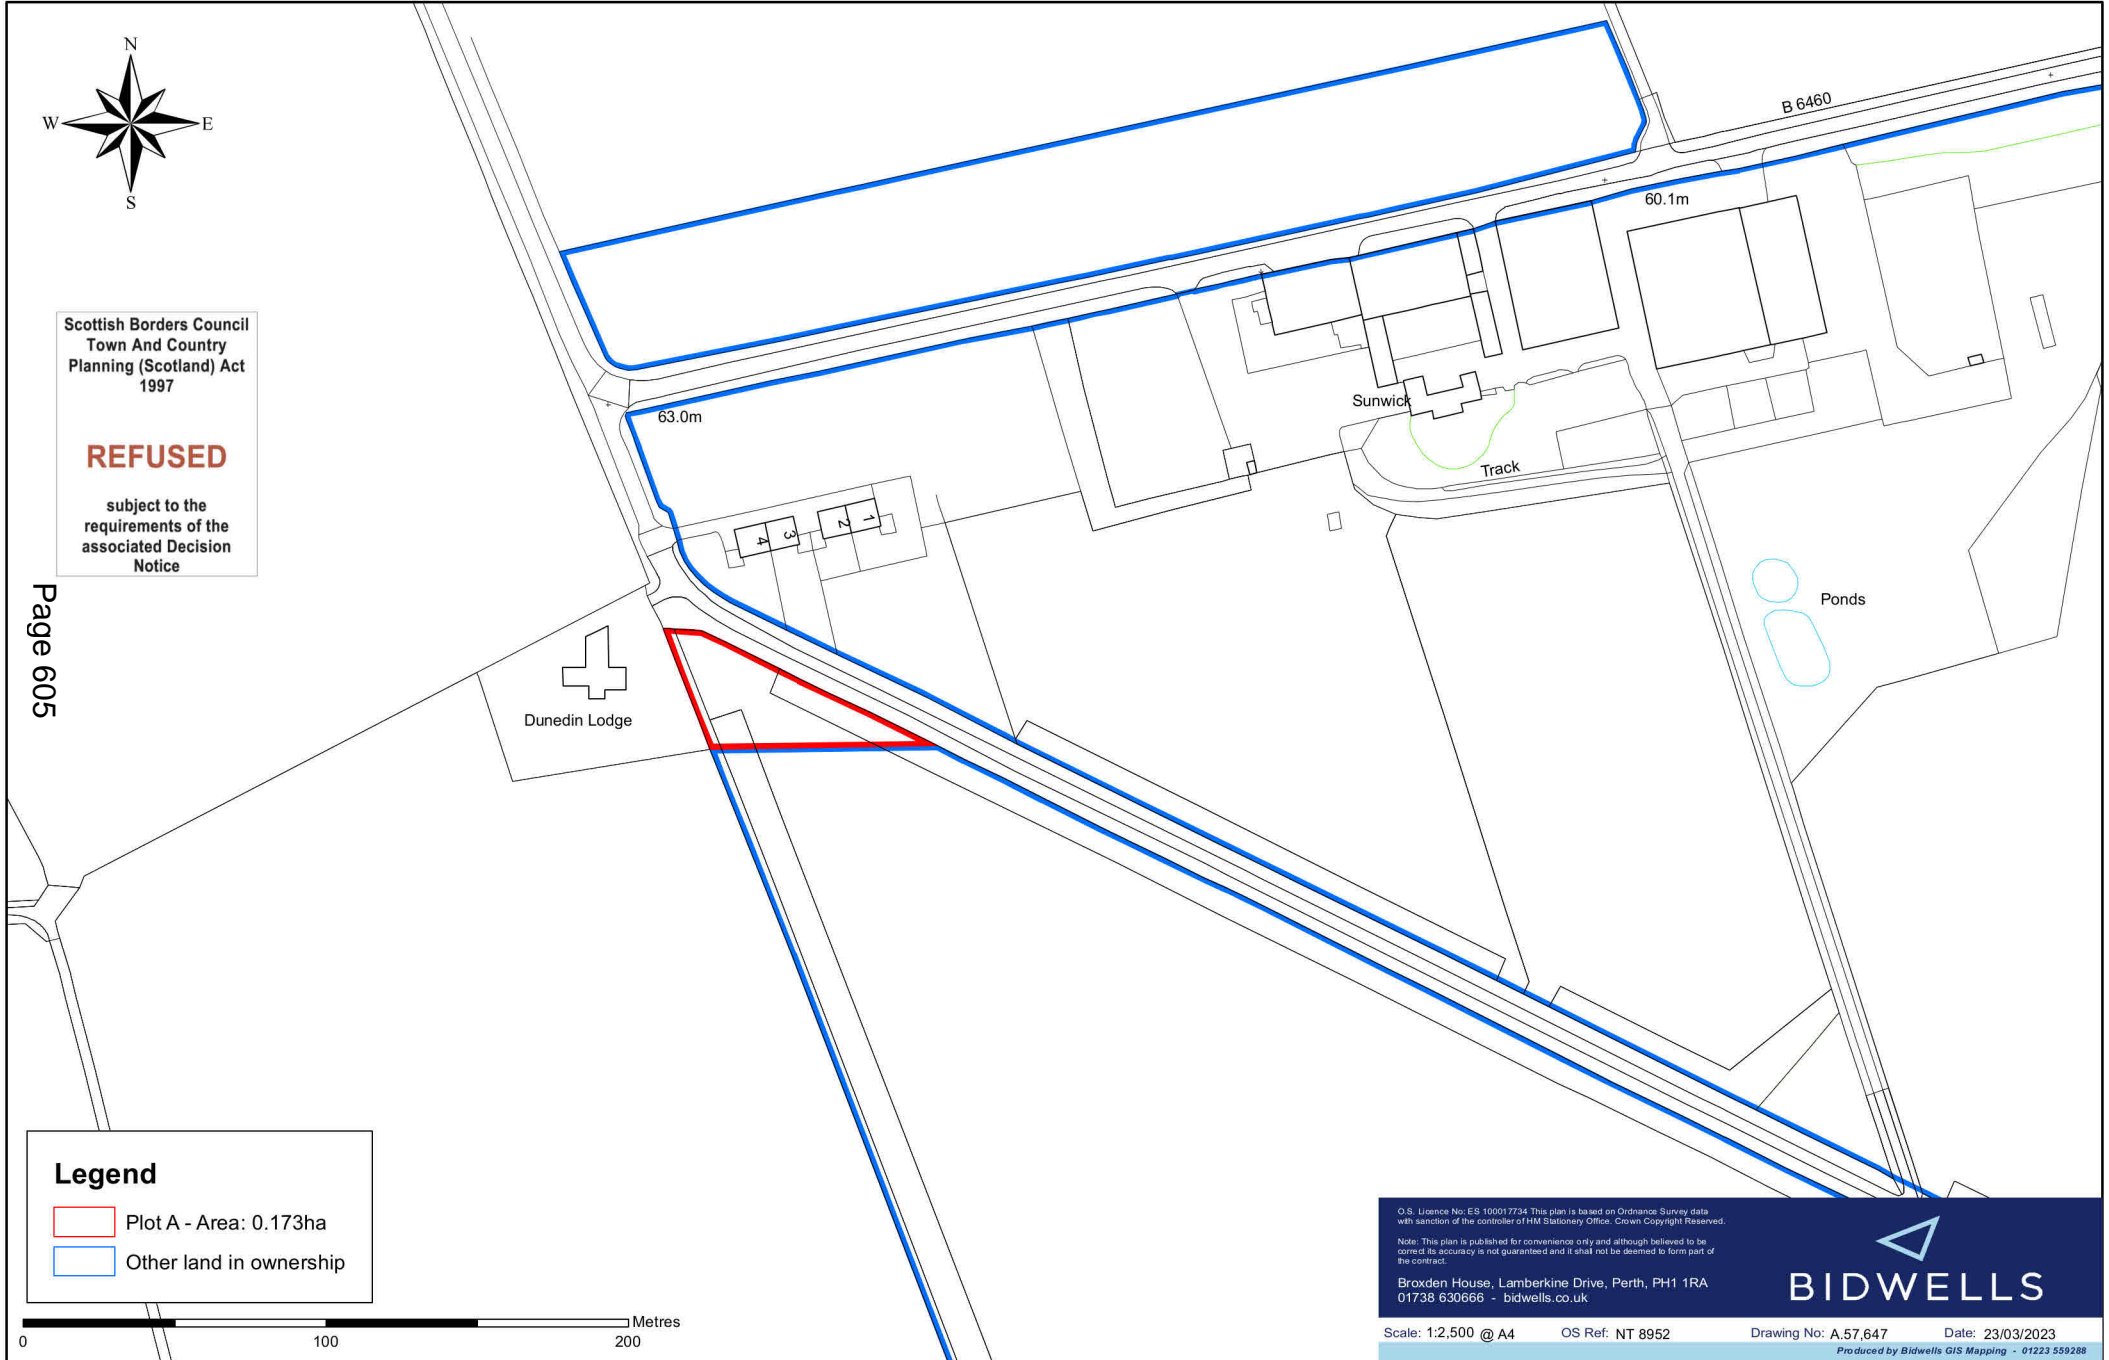 N
W
E
S
Scottish Borders Council
Town And Country
Planning (Scotland) Act
1997
REFUSED
subject to the
requirements of the
associated Decision
Notice
Page 605
B 6460
60.1m
63.0m
Sunwick
Track
1
2
3
4
Ponds
Dunedin Lodge
Legend
Plot A - Area: 0.173ha
Other land in ownership
Metres
0
100
200
O.S. Licence No: ES 100017734 This plan is based on Ordnance Survey data
with sanction of the controller of HM Stationery Office. Crown Copyright Reserved.
Note: This plan is published for convenience only and although believed to be
correct its accuracy is not guaranteed and it shall not be deemed to form part of
the contract.
Broxden House, Lamberkine Drive, Perth, PH1 1RA
01738 630666 - bidwells.co.uk
BIDWELLS
Scale: 1:2,500 @ A4 OS Ref: NT 8952 Drawing No: A.57,647 Date: 23/03/2023
Produced by Bidwells GIS Mapping - 01223 559288